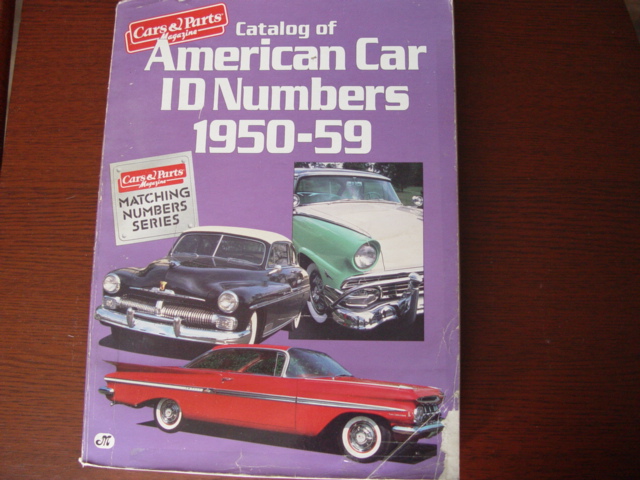 Cars & Parts
Magazine
Catalog of
American Car
ID Numbers
1950-59
Cars & Parts
Magazine
MATCHING
NUMBERS
SERIES
M